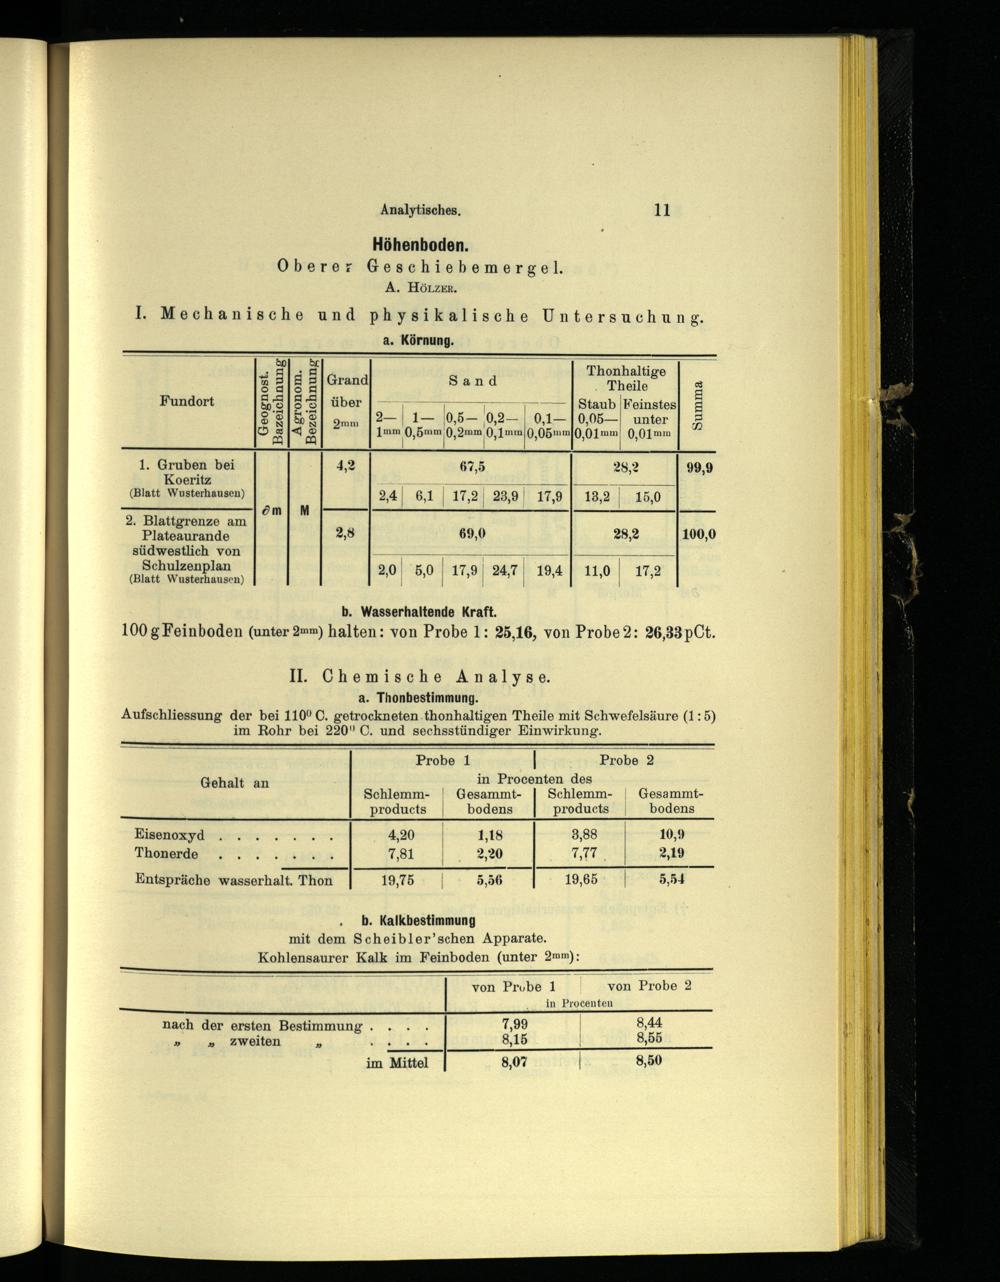 Analytisches. 11
Höhenboden.
Oberer Geschiebemergel.
A. HÖLZER.
I. Mechanische und physikalische Untersuchung.
a. Körnung.
Fundort | Geognost. Bazeichnung | Agronom. Bezeichnung | Grand über 2mm | Sand | Thonhaltige Theile | Summa
2— 1mm | 1— 0,5mm | 0,5— 0,2mm | 0,2— 0,1mm | 0,1— 0,05mm | Staub 0,05— 0,01mm | Feinstes unter 0,01mm
1. Gruben bei Koeritz (Blatt Wusterhausen) | ∂m | M | 4,2 | 67,5 | 28,2 | 99,9
2,4 | 6,1 | 17,2 | 23,9 | 17,9 | 13,2 | 15,0
2. Blattgrenze am Plateaurande südwestlich von Schulzenplan (Blatt Wusterhausen) | 2,8 | 69,0 | 28,2 | 100,0
2,0 | 5,0 | 17,9 | 24,7 | 19,4 | 11,0 | 17,2
b. Wasserhaltende Kraft.
100 g Feinboden (unter 2mm) halten: von Probe 1: 25,16, von Probe 2: 26,33 pCt.
II. Chemische Analyse.
a. Thonbestimmung.
Aufschliessung der bei 110⁰ C. getrockneten thonhaltigen Theile mit Schwefelsäure (1:5)
im Rohr bei 220⁰ C. und sechsstündiger Einwirkung.
Gehalt an | Probe 1 | Probe 2
in Procenten des
Schlemm-products | Gesammt-bodens | Schlemm-products | Gesammt-bodens
Eisenoxyd . . . . . . . | 4,20 | 1,18 | 3,88 | 10,9
Thonerde . . . . . . . | 7,81 | 2,20 | 7,77 | 2,19
Entspräche wasserhalt. Thon | 19,75 | 5,56 | 19,65 | 5,54
b. Kalkbestimmung
mit dem Scheibler'schen Apparate.
Kohlensaurer Kalk im Feinboden (unter 2mm):
von Probe 1 | von Probe 2
in Procenten
nach der ersten Bestimmung . . . . | 7,99 | 8,44
„ „ zweiten „ . . . . | 8,15 | 8,55
im Mittel | 8,07 | 8,50